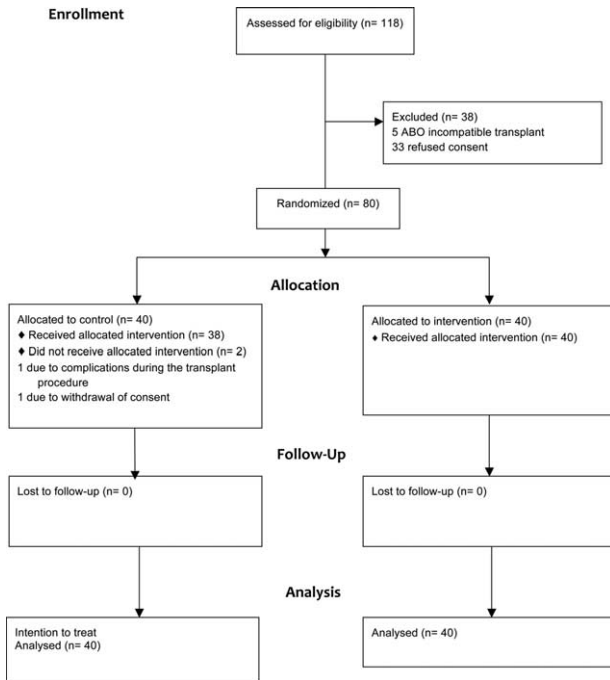 Enrollment
Assessed for eligibility (n= 118)
Excluded (n= 38)
5 ABO incompatible transplant
33 refused consent
Randomized (n= 80)
Allocation
Allocated to control (n= 40)
♦ Received allocated intervention (n= 38)
♦ Did not receive allocated intervention (n= 2)
1 due to complications during the transplant
procedure
1 due to withdrawal of consent
Allocated to intervention (n= 40)
♦ Received allocated intervention (n= 40)
Follow-Up
Lost to follow-up (n= 0)
Lost to follow-up (n= 0)
Analysis
Intention to treat
Analysed (n= 40)
Analysed (n= 40)